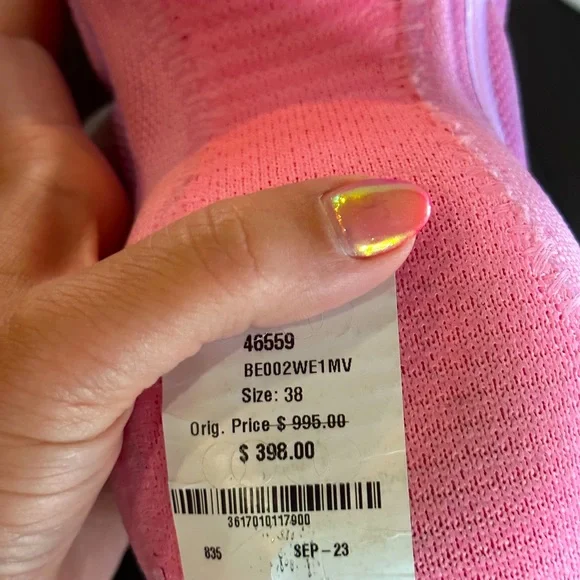 46559
BE002WE1MV
Size: 38
Orig. Price $ 995.00
$ 398.00
3617010117900
835 SEP-23